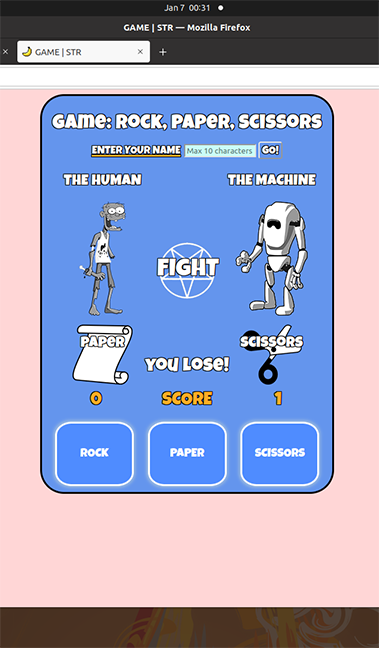 Jan 7 00:31
GAME | STR — Mozilla Firefox
GAME | STR
GAME: ROCK, PAPER, SCISSORS
ENTER YOUR NAME Max 10 characters GO!
THE HUMAN THE MACHINE
FIGHT
PAPER SCISSORS
YOU LOSE!
0 SCORE 1
ROCK PAPER SCISSORS